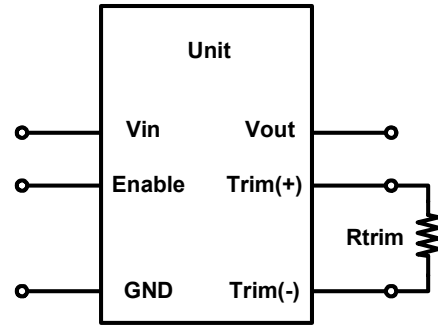 Unit
Vin Vout
Enable Trim(+)
Rtrim
GND Trim(-)